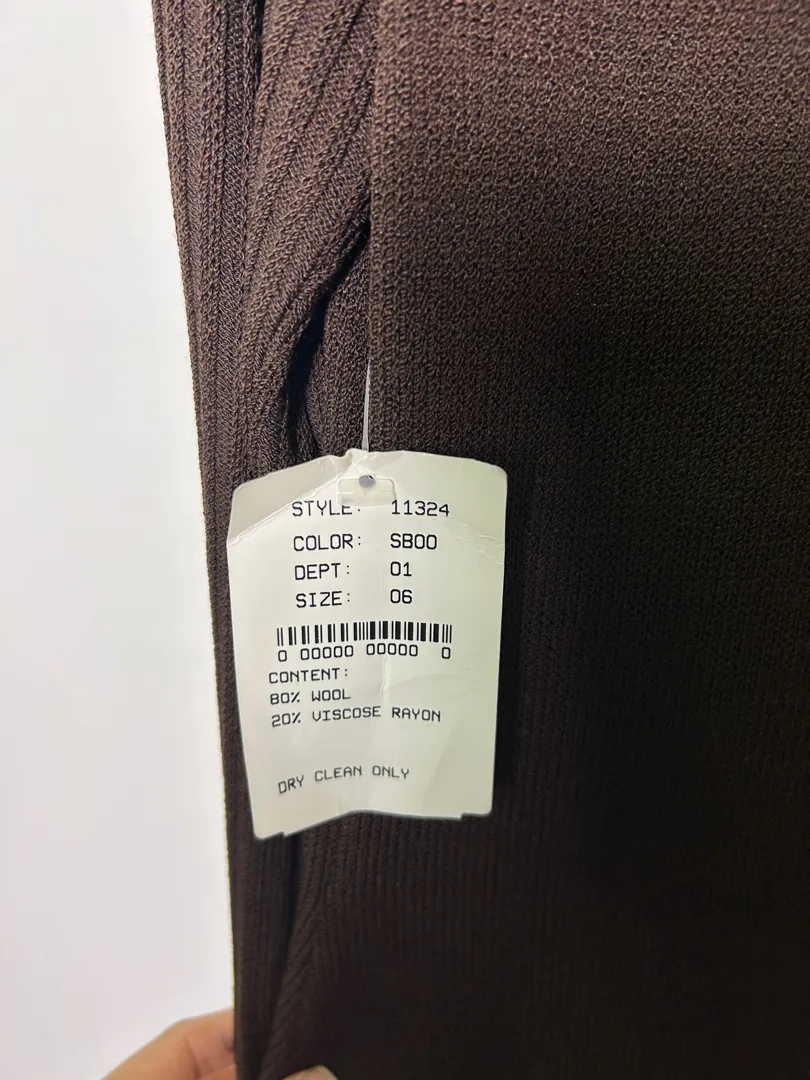 STYLE: 11324
COLOR: SB00
DEPT: 01
SIZE: 06
0 00000 00000 0
CONTENT:
80% WOOL
20% VISCOSE RAYON
DRY CLEAN ONLY